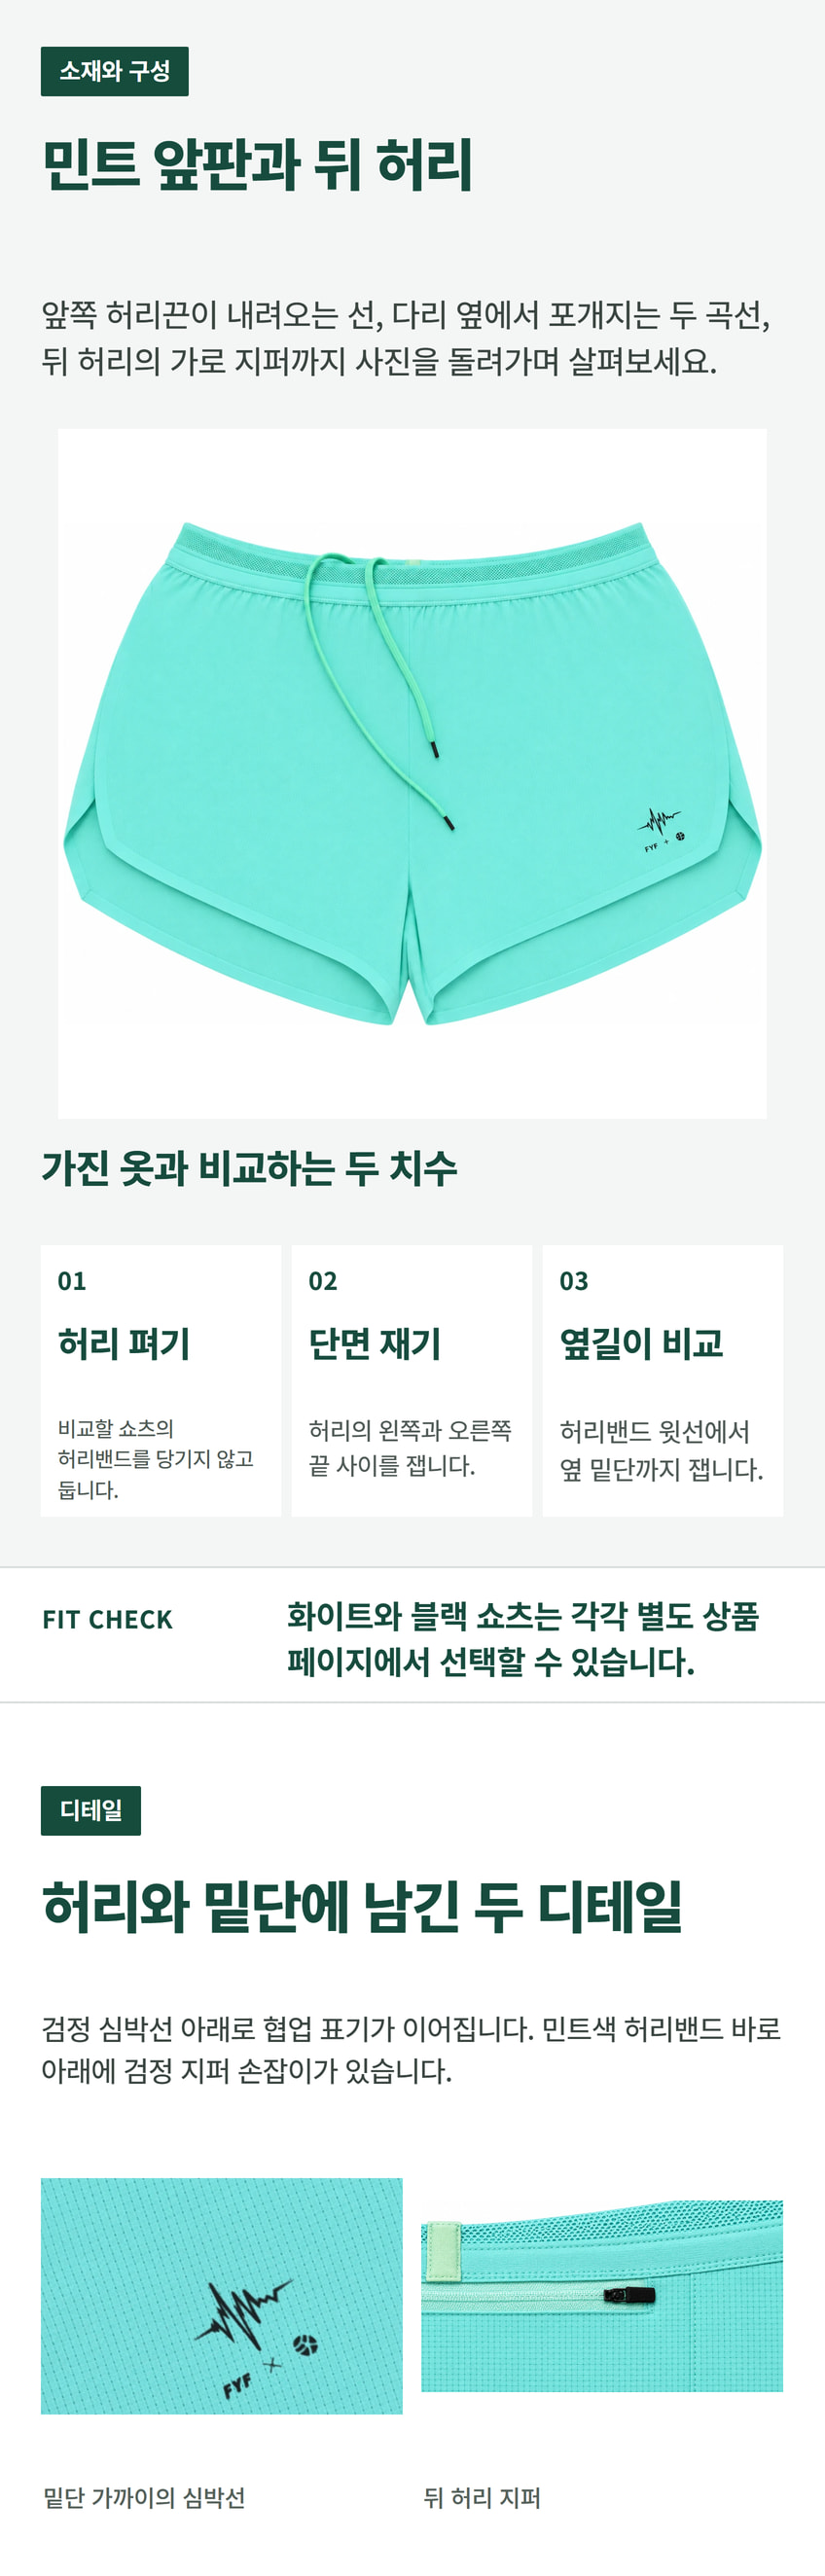 소재와 구성
민트 앞판과 뒤 허리
앞쪽 허리끈이 내려오는 선, 다리 옆에서 포개지는 두 곡선,
뒤 허리의 가로 지퍼까지 사진을 돌려가며 살펴보세요.
FYF +
가진 옷과 비교하는 두 치수
01
허리 펴기
비교할 쇼츠의
허리밴드를 당기지 않고
둡니다.
02
단면 재기
허리의 왼쪽과 오른쪽
끝 사이를 잽니다.
03
옆길이 비교
허리밴드 윗선에서
옆 밑단까지 잽니다.
FIT CHECK
화이트와 블랙 쇼츠는 각각 별도 상품
페이지에서 선택할 수 있습니다.
디테일
허리와 밑단에 남긴 두 디테일
검정 심박선 아래로 협업 표기가 이어집니다. 민트색 허리밴드 바로
아래에 검정 지퍼 손잡이가 있습니다.
FYF +
밑단 가까이의 심박선
뒤 허리 지퍼